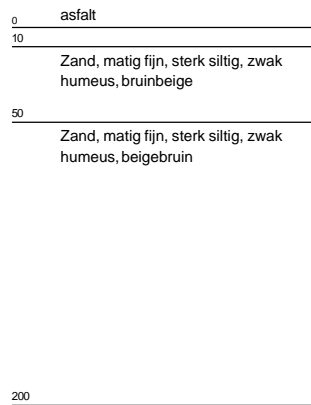 0 asfalt
10
Zand, matig fijn, sterk siltig, zwak
humeus, bruinbeige
50
Zand, matig fijn, sterk siltig, zwak
humeus, beigebruin
200